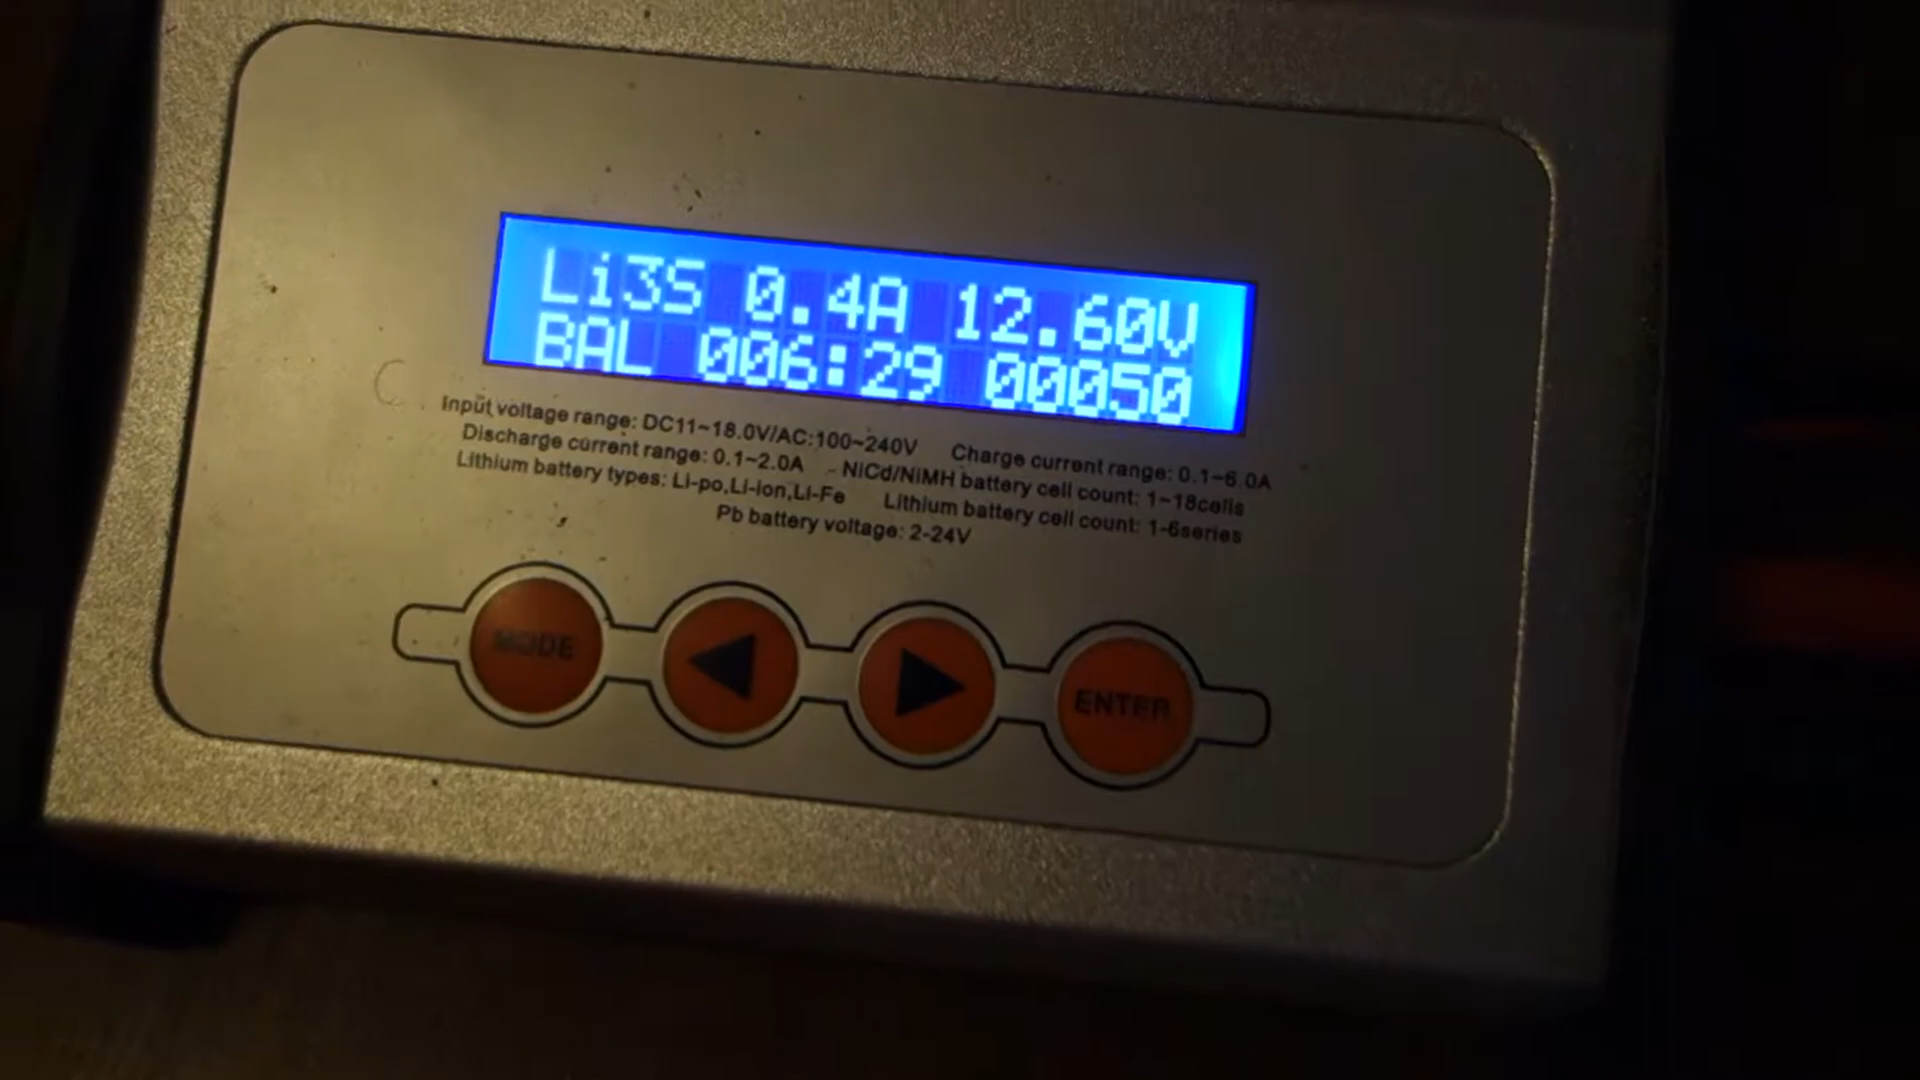 Li3S 0.4A 12.60V
BAL 006:29 00050
Input voltage range: DC11~18.0V/AC:100~240V Charge current range: 0.1~6.0A
Discharge current range: 0.1~2.0A NiCd/NiMH battery cell count: 1~18cells
Lithium battery types: Li-po,Li-ion,Li-Fe Lithium battery cell count: 1-6series
Pb battery voltage: 2-24V
MODE ENTER